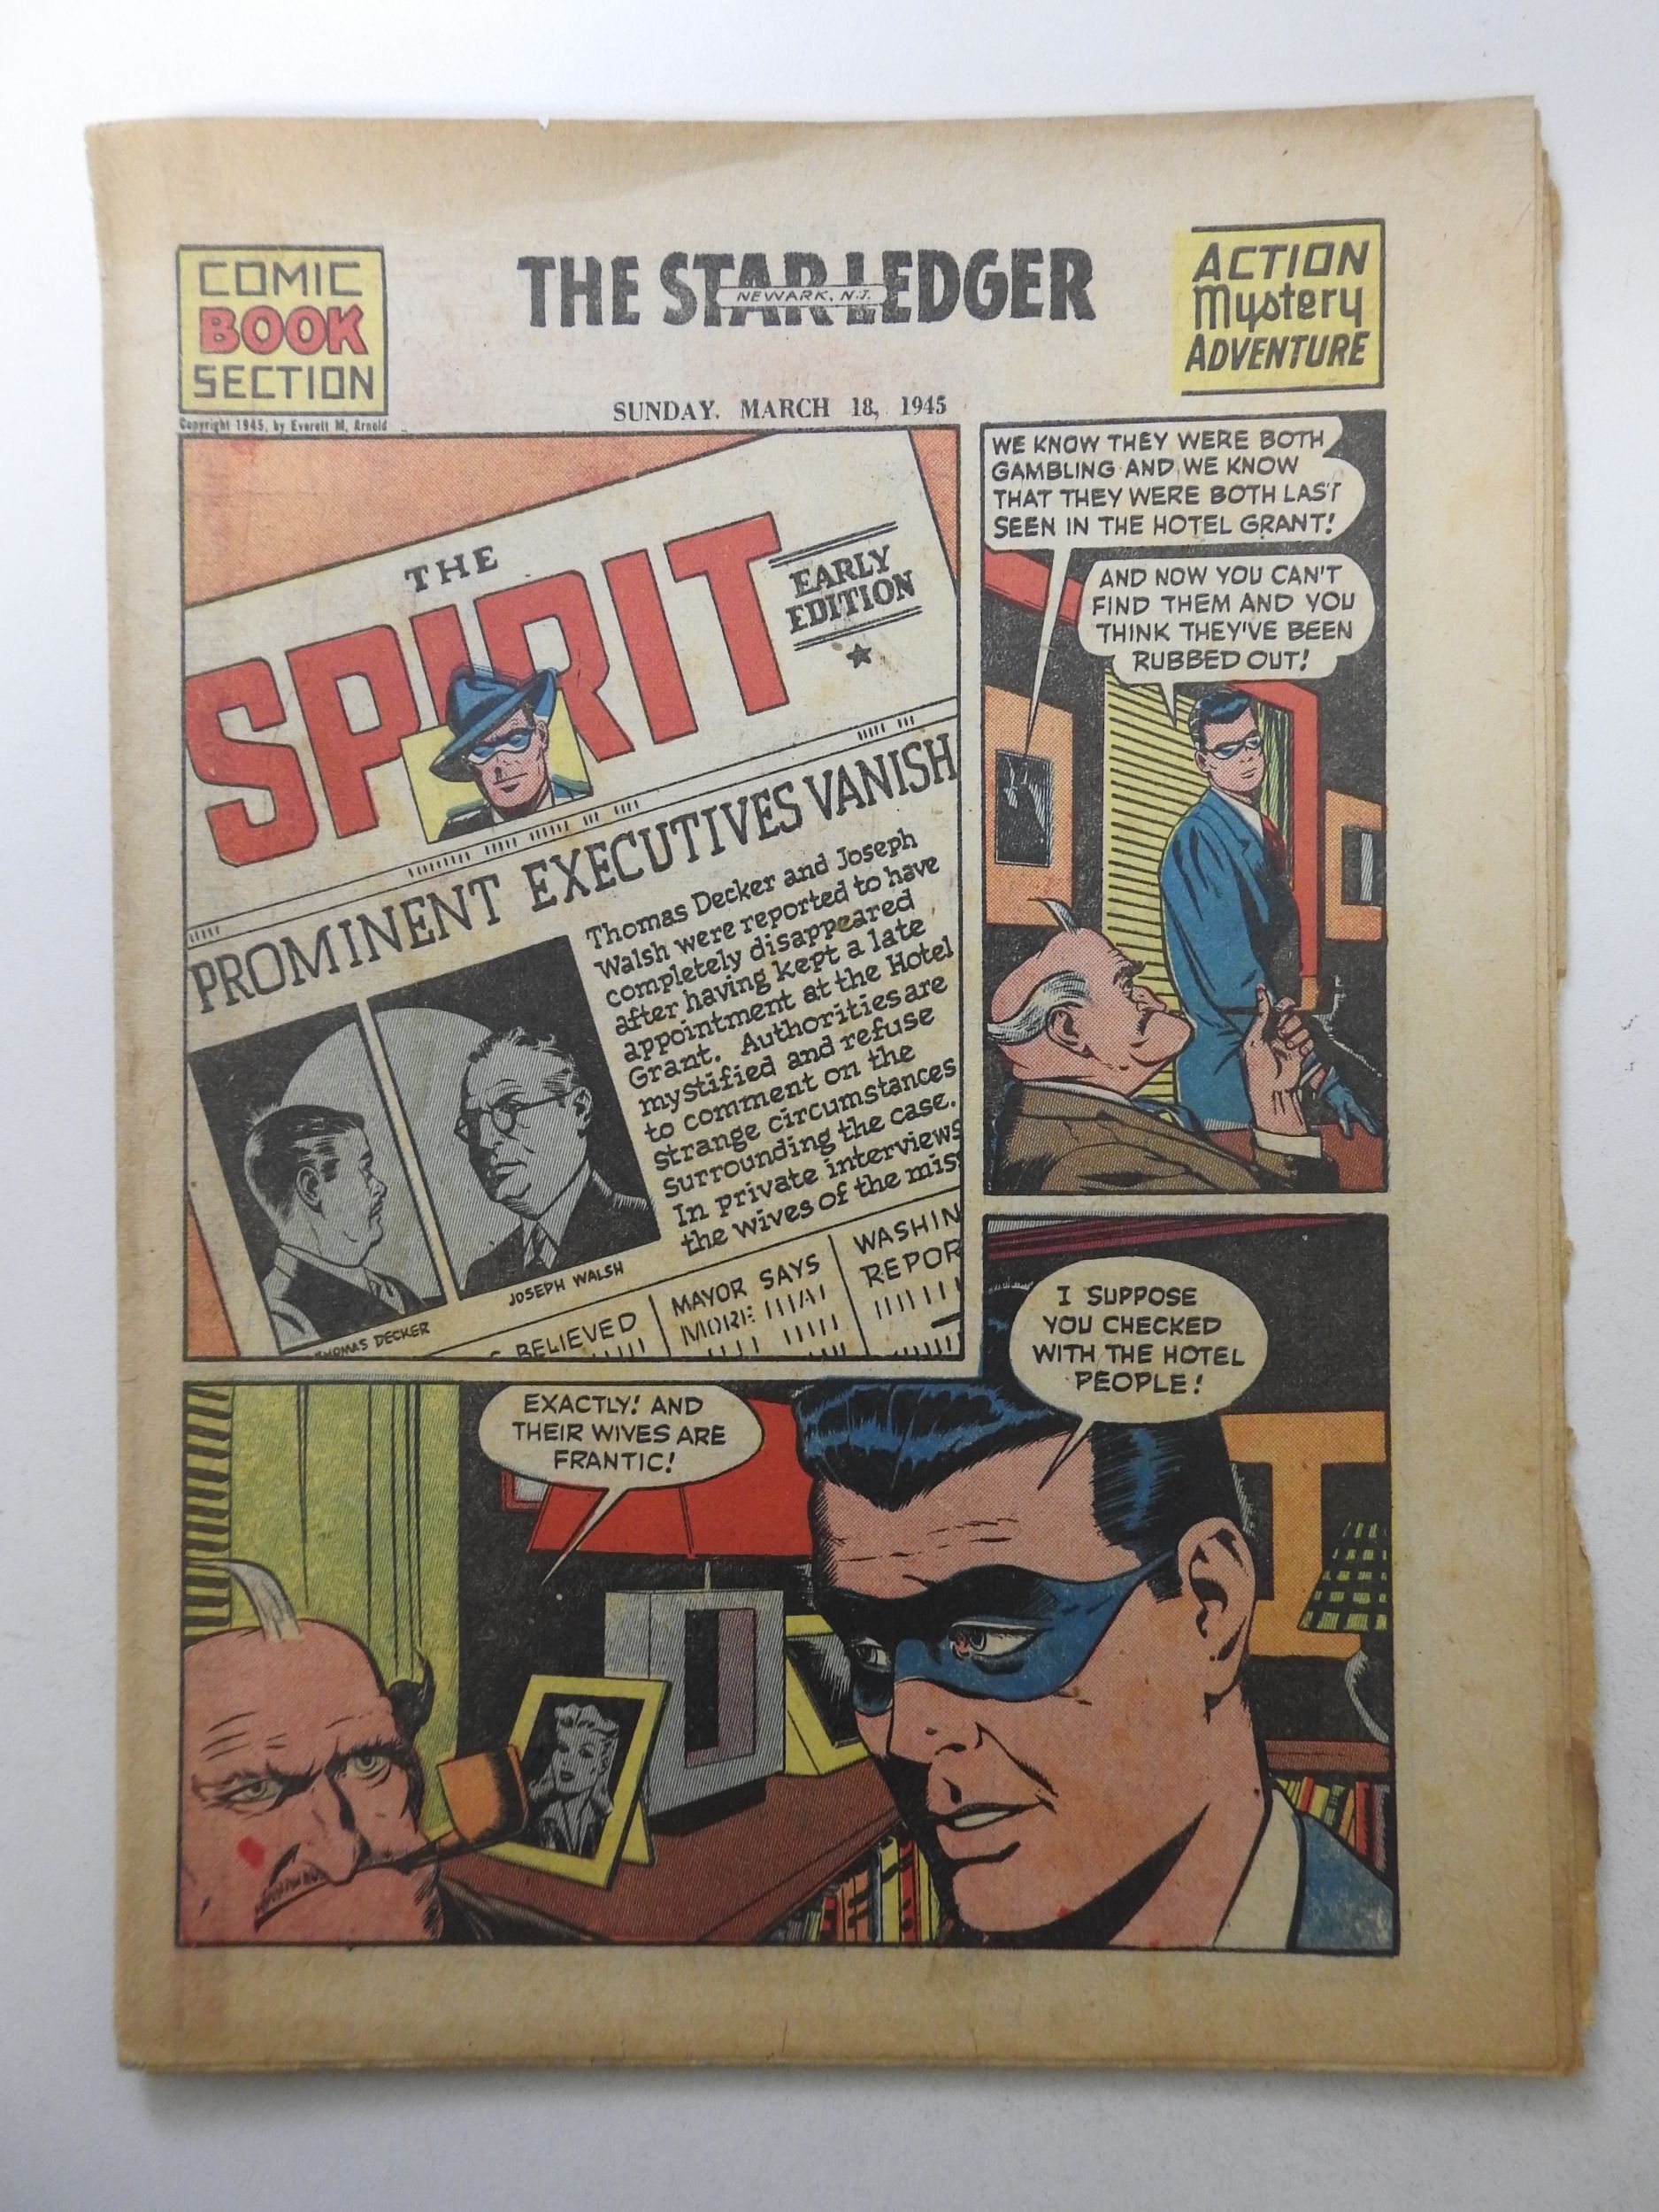 COMIC
BOOK
SECTION
THE STAR-LEDGER
NEWARK, N.J.
ACTION
Mystery
ADVENTURE
SUNDAY. MARCH 18, 1945
Copyright 1945, by Everett M. Arnold
THE
SPIRIT
EARLY
EDITION
PROMINENT EXECUTIVES VANISH
Thomas Decker and Joseph
Walsh were reported to have
completely disappeared
after having kept a late
appointment at the Hotel
Grant. Authorities are
mystified and refuse
to comment on the
strange circumstances
surrounding the case.
In private interviews
the wives of the mis
THOMAS DECKER
JOSEPH WALSH
BELIEVED
MAYOR SAYS
MORE
WASHIN
REPOR
WE KNOW THEY WERE BOTH
GAMBLING AND WE KNOW
THAT THEY WERE BOTH LAST
SEEN IN THE HOTEL GRANT!
AND NOW YOU CAN'T
FIND THEM AND YOU
THINK THEY'VE BEEN
RUBBED OUT!
EXACTLY! AND
THEIR WIVES ARE
FRANTIC!
I SUPPOSE
YOU CHECKED
WITH THE HOTEL
PEOPLE!